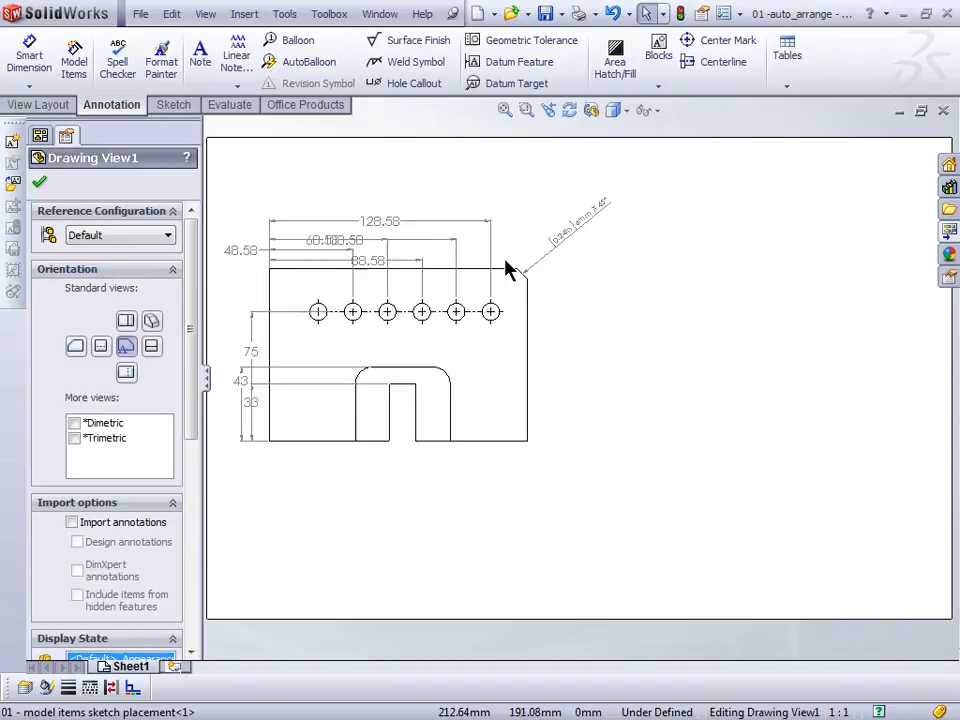 SolidWorks
File
Edit
View
Insert
Tools
Toolbox
Window
Help
01 -auto_arrange - ...
Smart
Dimension
Model
Items
ABC
Spell
Checker
Format
Painter
Note
Linear
Note...
Balloon
AutoBalloon
Revision Symbol
Surface Finish
Weld Symbol
Hole Callout
Geometric Tolerance
Datum Feature
Datum Target
Area
Hatch/Fill
Blocks
Center Mark
Centerline
Tables
View Layout
Annotation
Sketch
Evaluate
Office Products
Drawing View1
?
Reference Configuration
Default
Orientation
Standard views:
More views:
*Dimetric
*Trimetric
Import options
Import annotations
Design annotations
DimXpert
annotations
Include items from
hidden features
Display State
<Default>_Appearance
128.58
48.58
88.58
75
43
33
Sheet1
01 - model items sketch placement<1>
212.64mm
191.08mm
0mm
Under Defined
Editing Drawing View1
1 : 1